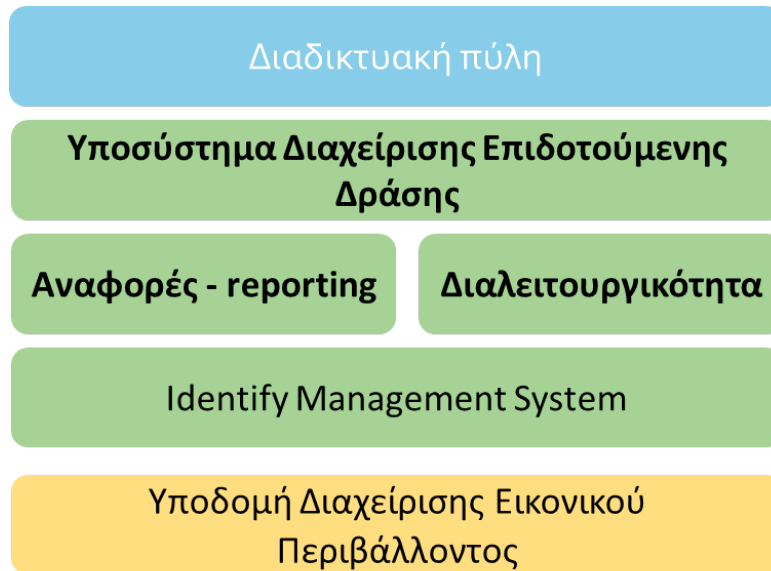 Διαδικτυακή πύλη
Υποσύστημα Διαχείρισης Επιδοτούμενης
Δράσης
Αναφορές - reporting
Διαλειτουργικότητα
Identify Management System
Υποδομή Διαχείρισης Εικονικού
Περιβάλλοντος